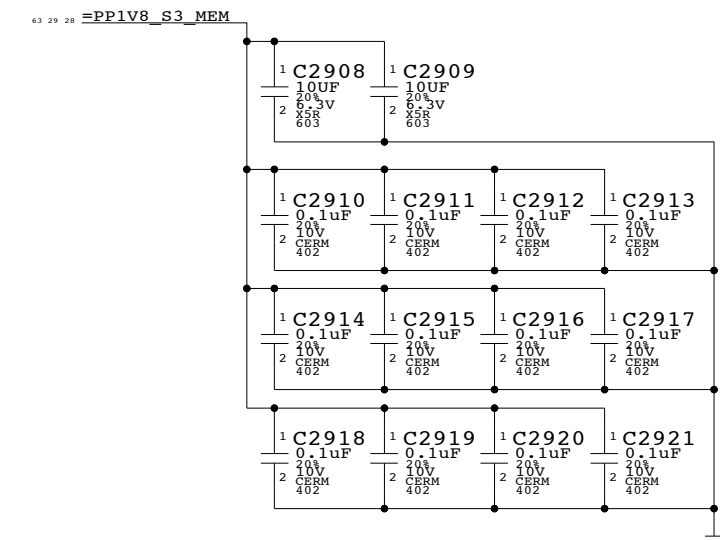 63 29 28 =PP1V8_S3_MEM
1 C2908 1 C2909
10UF 10UF
20% 20%
6.3V 6.3V
2 X5R 2 X5R
603 603
1 C2910 1 C2911 1 C2912 1 C2913
0.1uF 0.1uF 0.1uF 0.1uF
20% 20% 20% 20%
2 10V 2 10V 2 10V 2 10V
CERM CERM CERM CERM
402 402 402 402
1 C2914 1 C2915 1 C2916 1 C2917
0.1uF 0.1uF 0.1uF 0.1uF
20% 20% 20% 20%
2 10V 2 10V 2 10V 2 10V
CERM CERM CERM CERM
402 402 402 402
1 C2918 1 C2919 1 C2920 1 C2921
0.1uF 0.1uF 0.1uF 0.1uF
20% 20% 20% 20%
2 10V 2 10V 2 10V 2 10V
CERM CERM CERM CERM
402 402 402 402